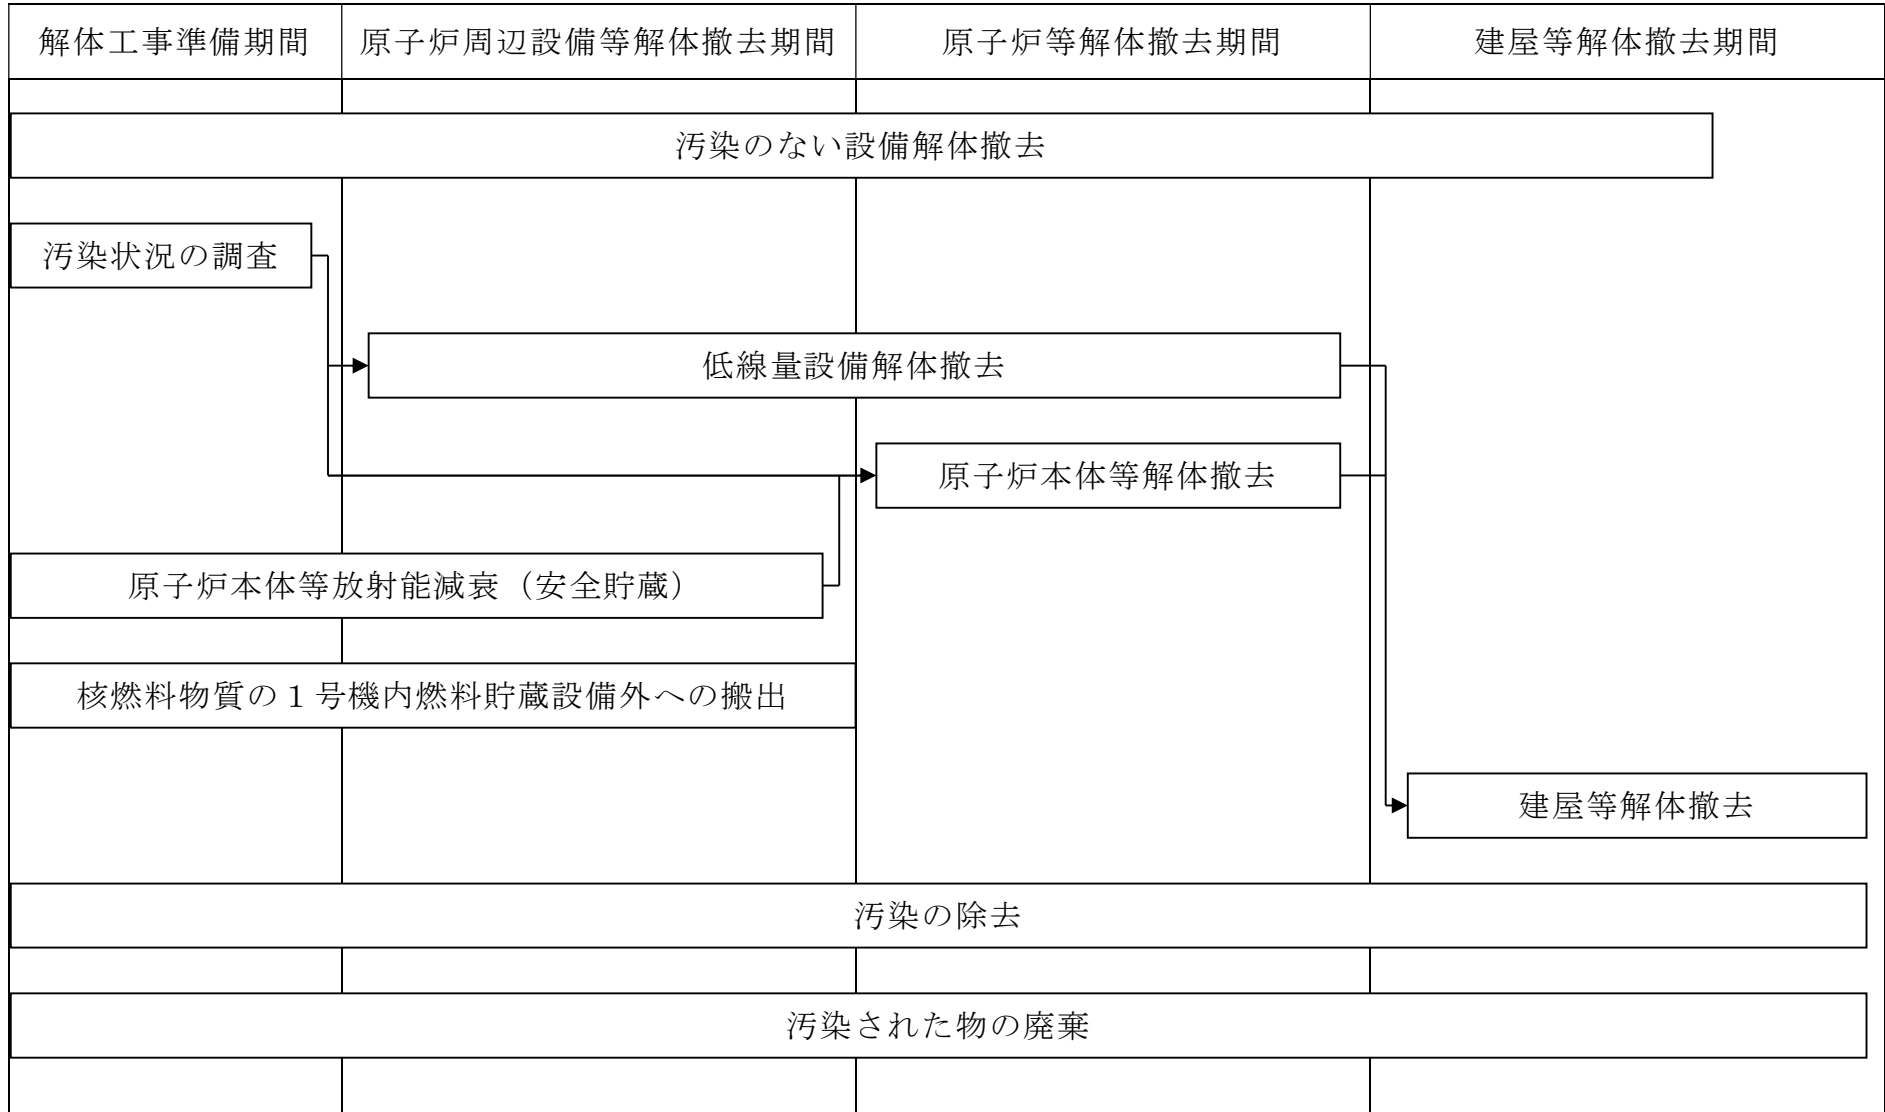 解体工事準備期間
原子炉周辺設備等解体撤去期間
原子炉等解体撤去期間
建屋等解体撤去期間
汚染のない設備解体撤去
汚染状況の調査
低線量設備解体撤去
原子炉本体等解体撤去
原子炉本体等放射能減衰（安全貯蔵）
核燃料物質の１号機内燃料貯蔵設備外への搬出
建屋等解体撤去
汚染の除去
汚染された物の廃棄